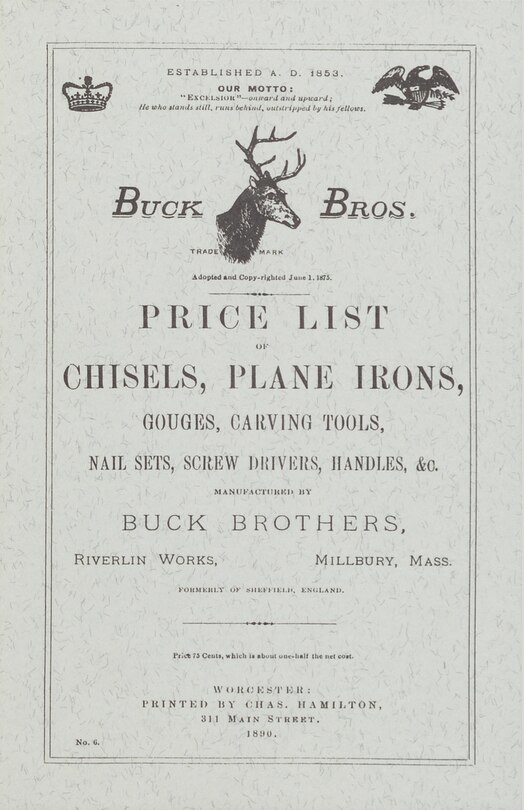 ESTABLISHED A. D. 1853.
OUR MOTTO:
"EXCELSIOR"—onward and upward;
He who stands still, runs behind, outstripped by his fellows.
BUCK BROS.
TRADE MARK
Adopted and Copy-righted June 1, 1875.
PRICE LIST
OF
CHISELS, PLANE IRONS,
GOUGES, CARVING TOOLS,
NAIL SETS, SCREW DRIVERS, HANDLES, &C.
MANUFACTURED BY
BUCK BROTHERS,
RIVERLIN WORKS, MILLBURY, MASS.
FORMERLY OF SHEFFIELD, ENGLAND.
Price 75 Cents, which is about one-half the net cost.
WORCESTER:
PRINTED BY CHAS. HAMILTON,
311 MAIN STREET.
1890.
No. 6.